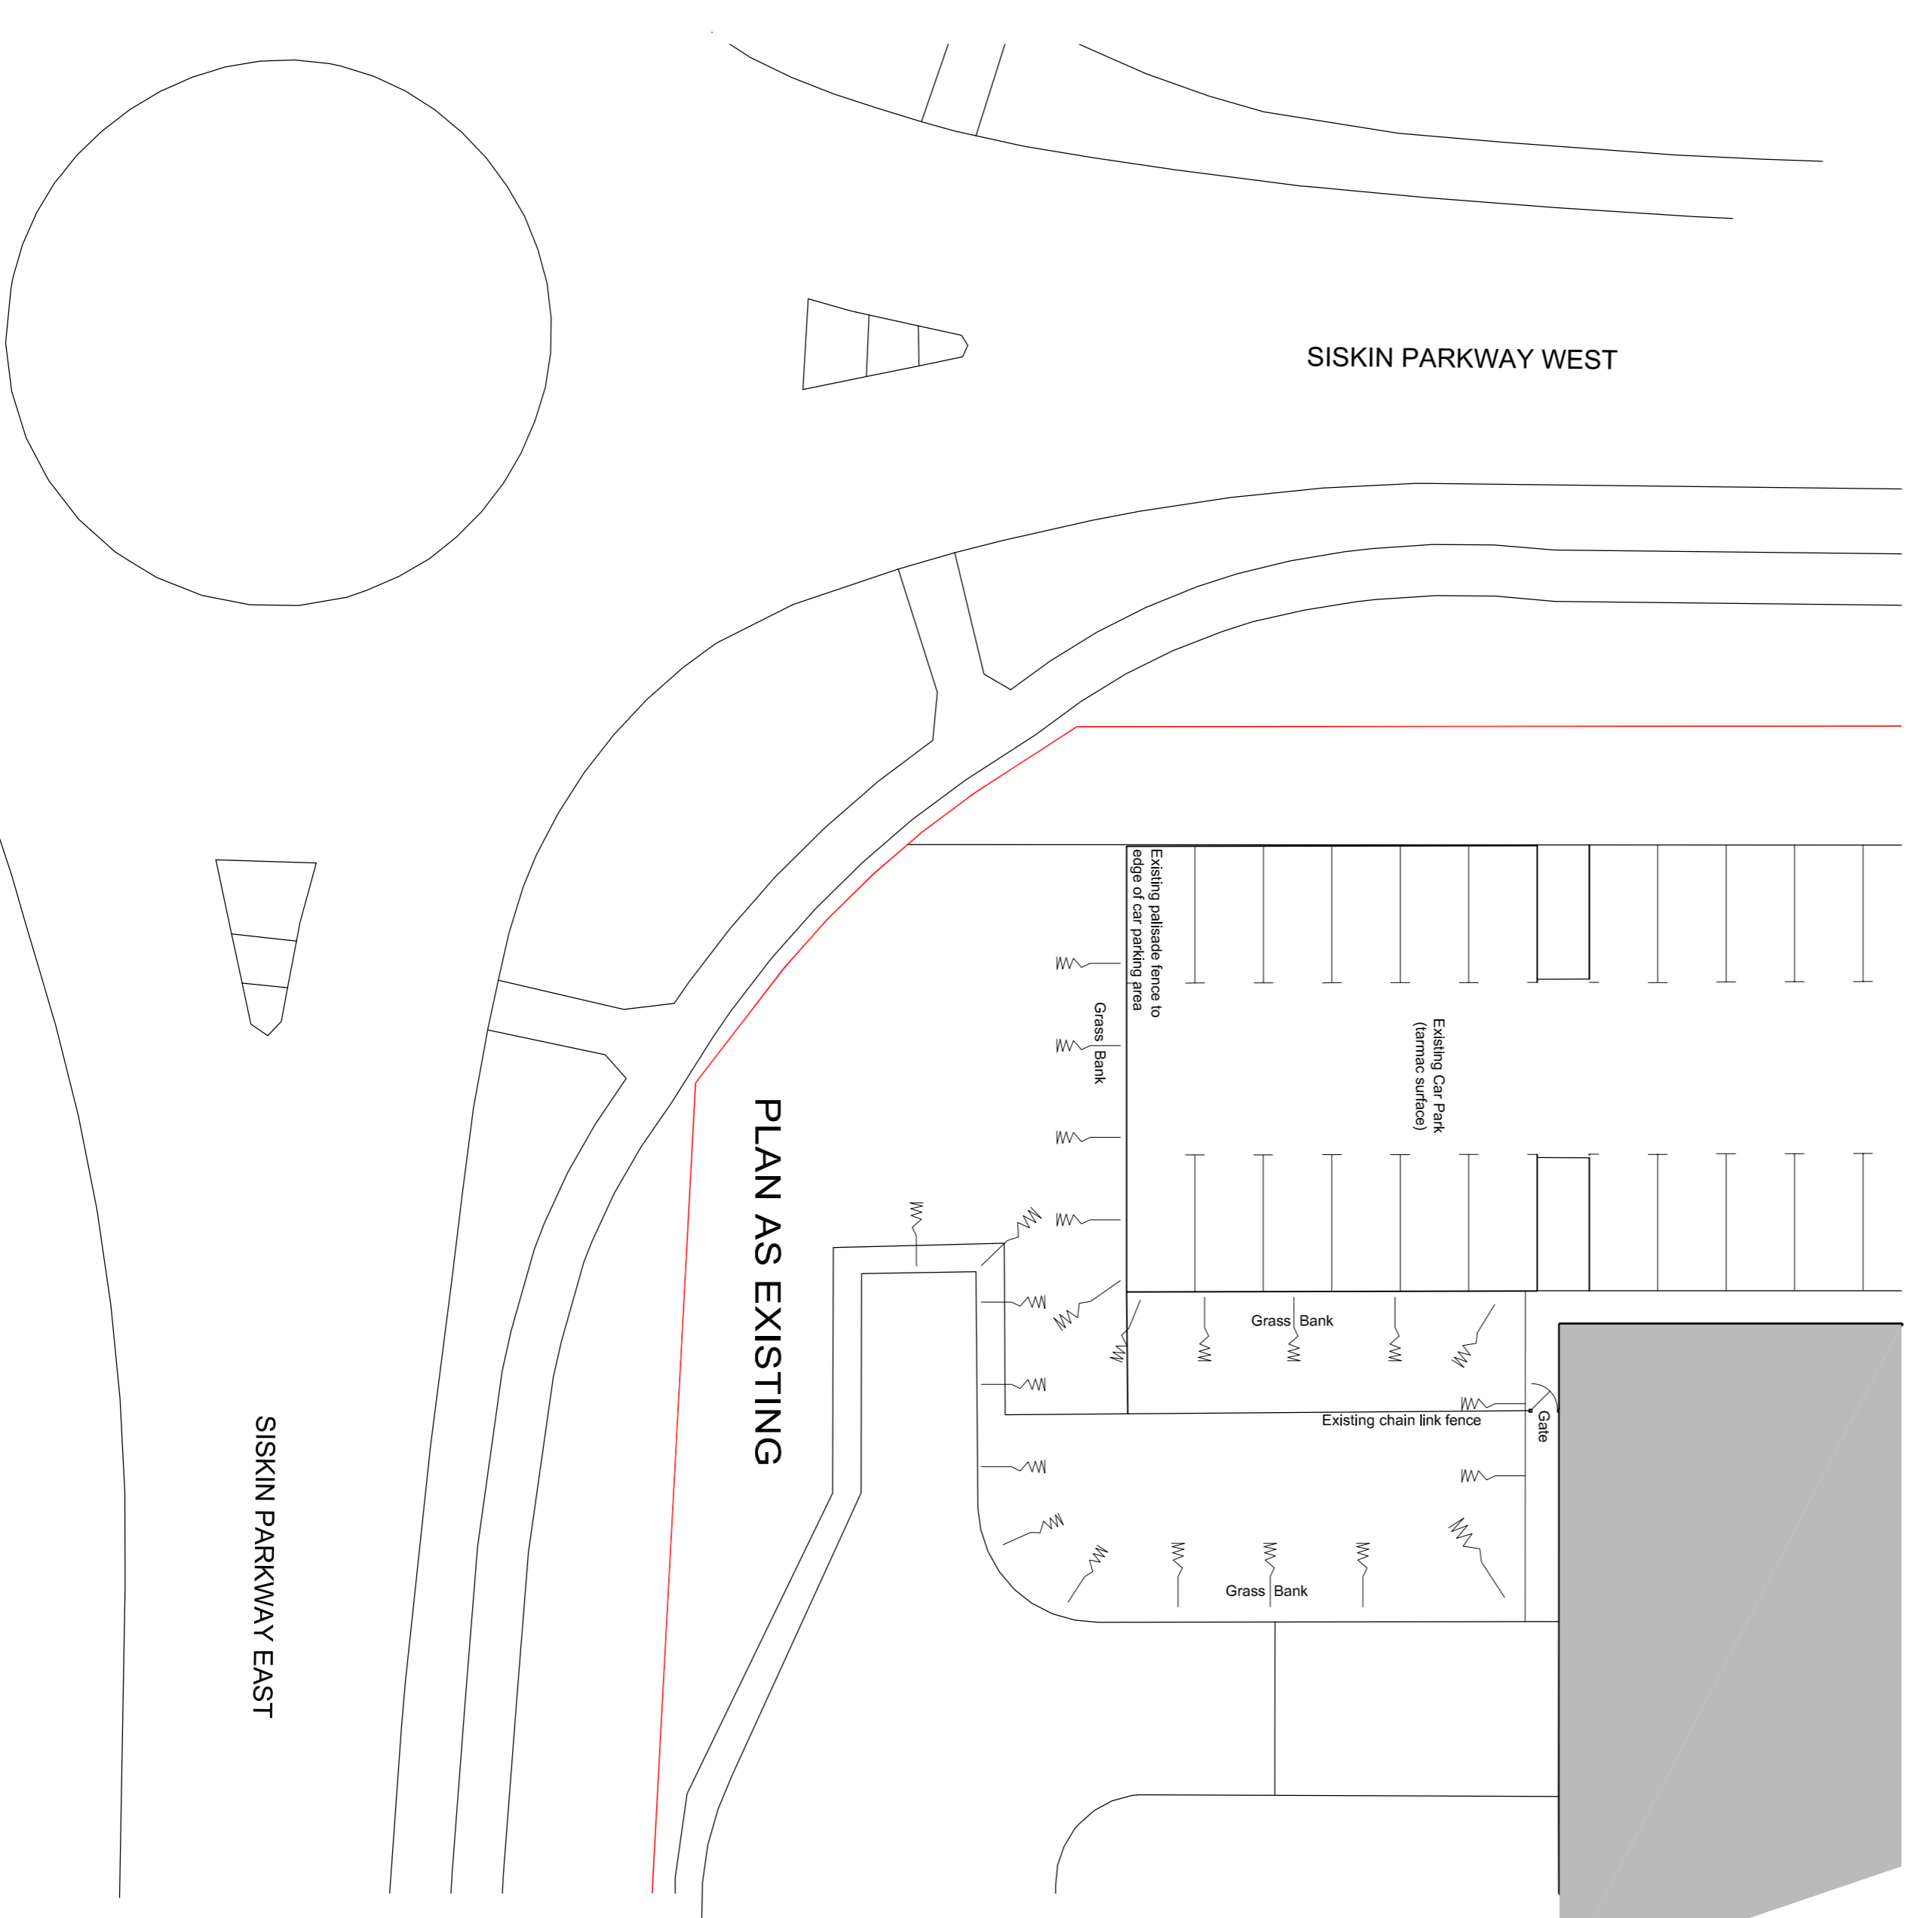 SISKIN PARKWAY WEST
Existing palisade fence to
edge of car parking area
Grass Bank
Existing Car Park
(tarmac surface)
PLAN AS EXISTING
Grass Bank
Existing chain link fence
Gate
SISKIN PARKWAY EAST
Grass Bank